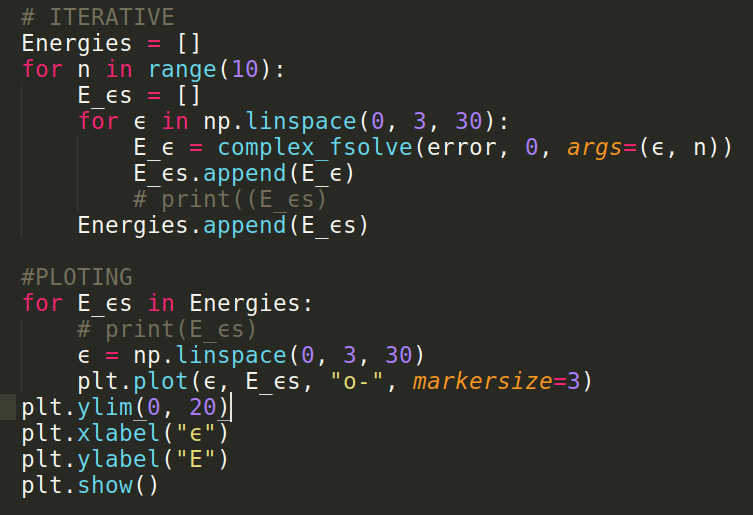 # ITERATIVE
Energies = []
for n in range(10):
    E_ϵs = []
    for ϵ in np.linspace(0, 3, 30):
        E_ϵ = complex_fsolve(error, 0, args=(ϵ, n))
        E_ϵs.append(E_ϵ)
        # print((E_ϵs)
    Energies.append(E_ϵs)

#PLOTING
for E_ϵs in Energies:
    # print(E_ϵs)
    ϵ = np.linspace(0, 3, 30)
    plt.plot(ϵ, E_ϵs, "o-", markersize=3)
plt.ylim(0, 20)
plt.xlabel("ϵ")
plt.ylabel("E")
plt.show()